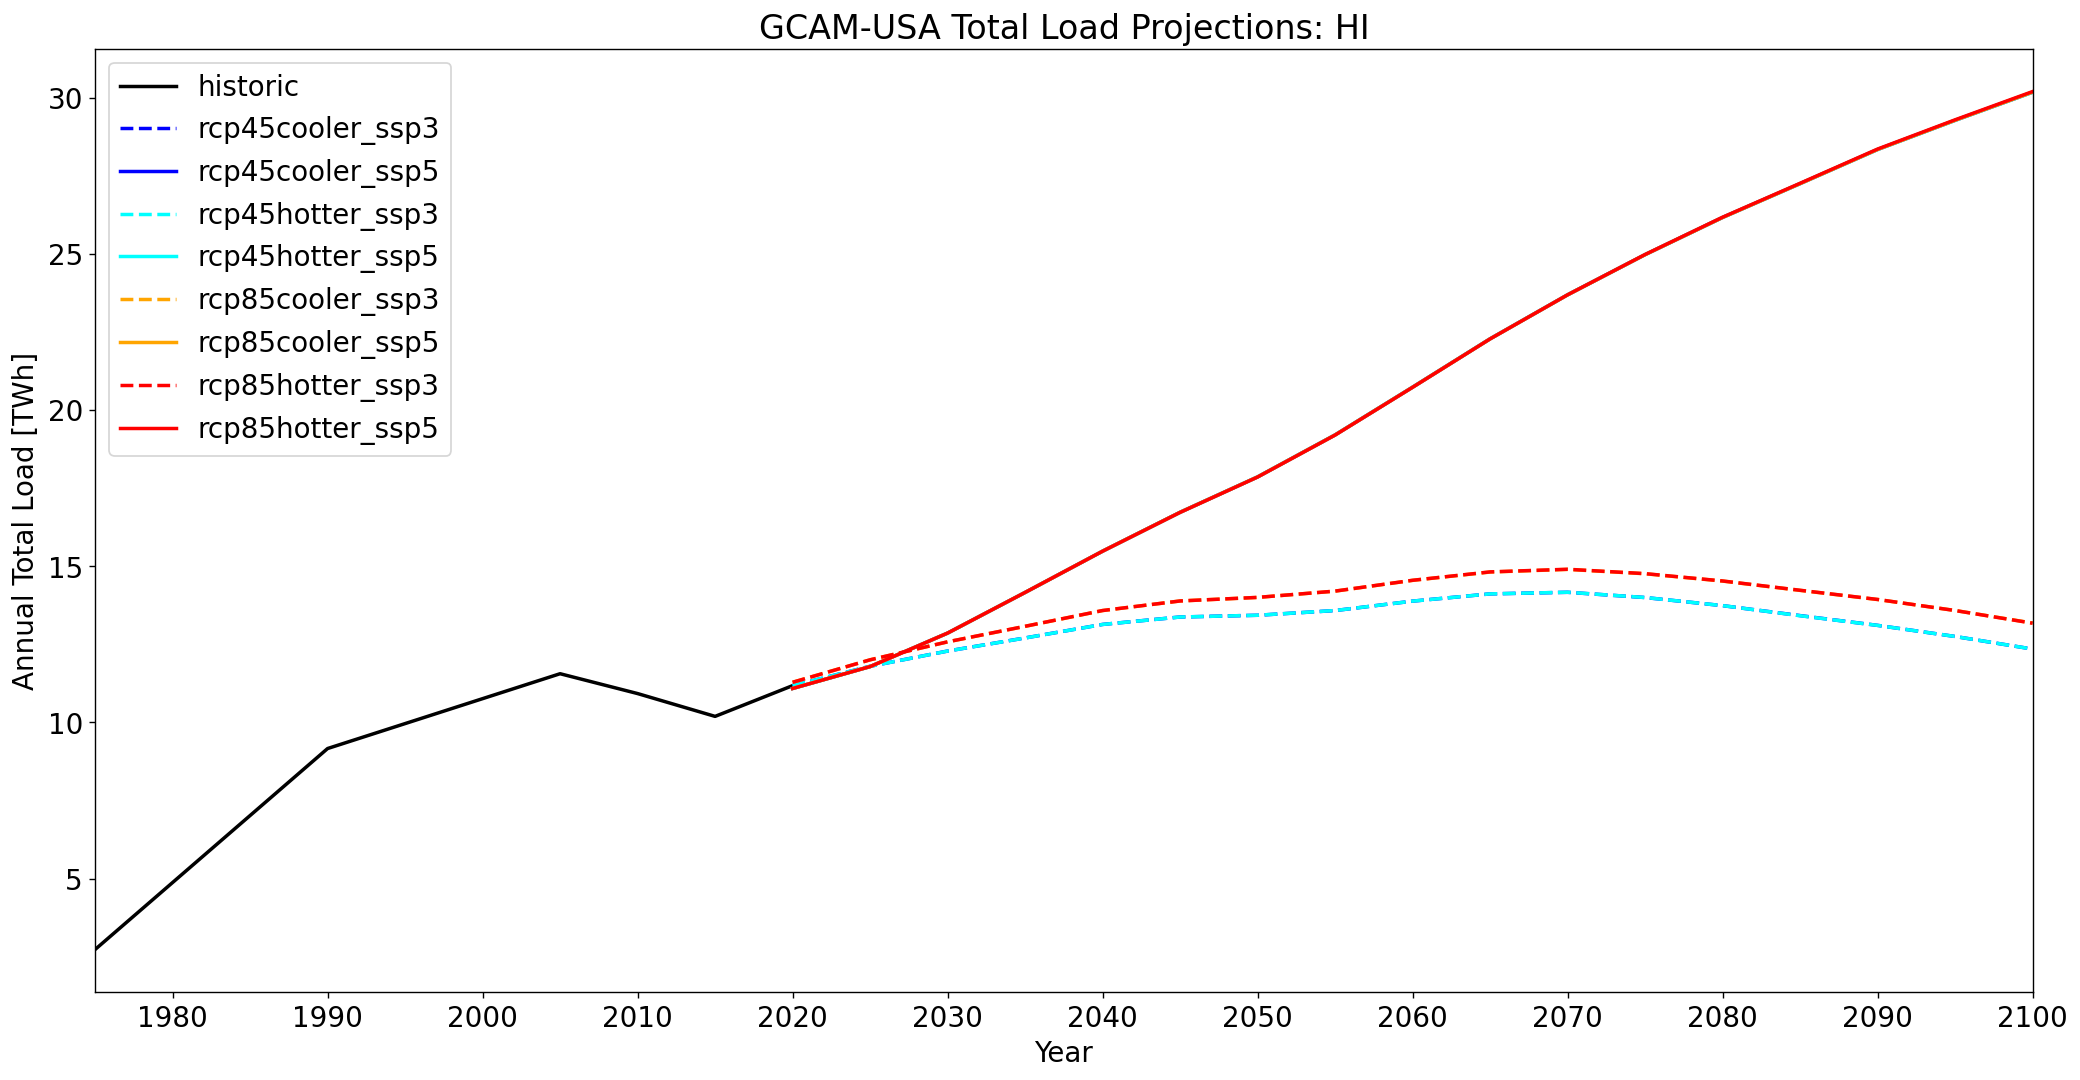 GCAM-USA Total Load Projections: HI
historic
rcp45cooler_ssp3
rcp45cooler_ssp5
rcp45hotter_ssp3
rcp45hotter_ssp5
rcp85cooler_ssp3
rcp85cooler_ssp5
rcp85hotter_ssp3
rcp85hotter_ssp5
Annual Total Load [TWh]
30
25
20
15
10
5
1980 1990 2000 2010 2020 2030 2040 2050 2060 2070 2080 2090 2100
Year